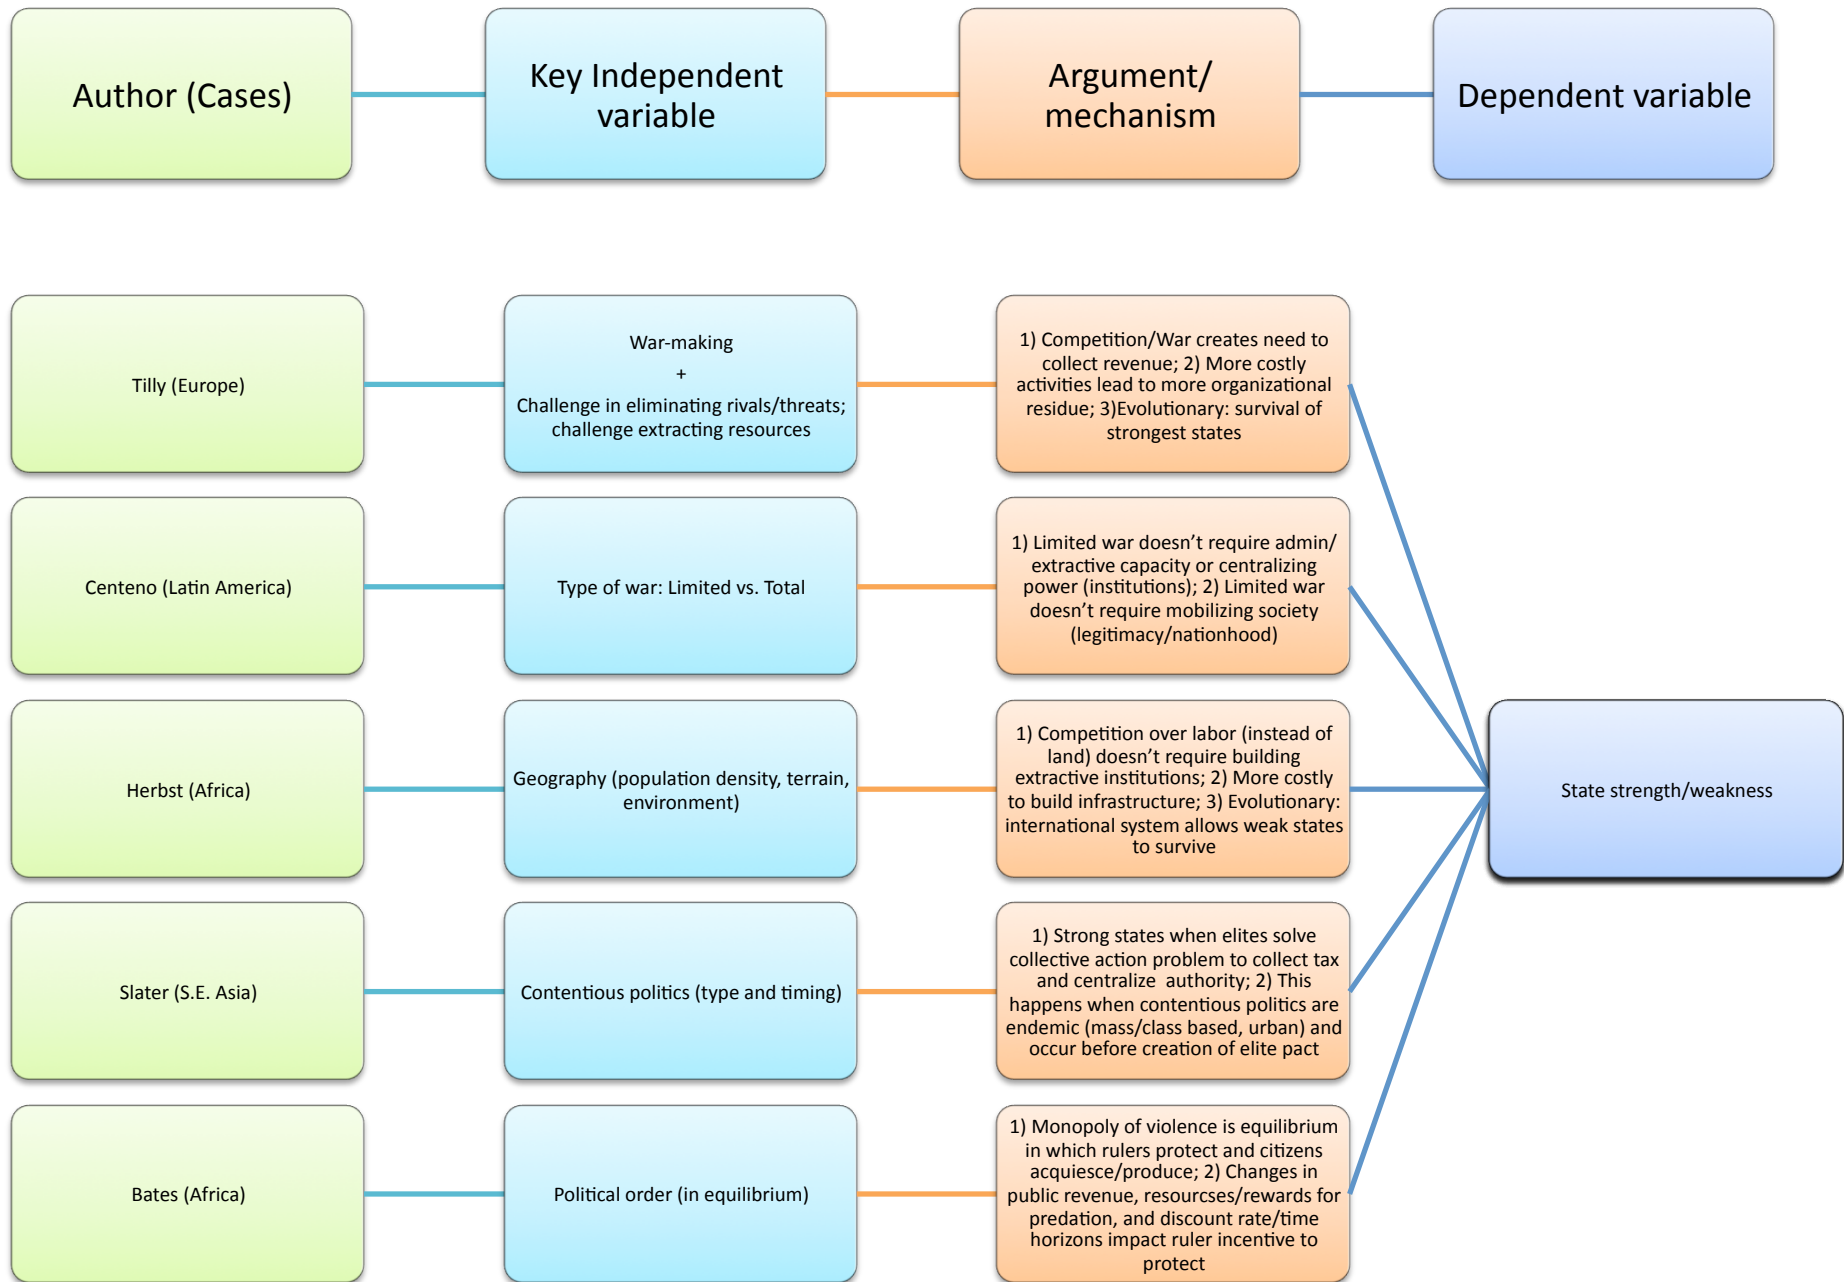 Author (Cases)
Key Independent
variable
Argument/
mechanism
Dependent variable
Tilly (Europe)
War-making
+
Challenge in eliminating rivals/threats;
challenge extracting resources
1) Competition/War creates need to
collect revenue; 2) More costly
activities lead to more organizational
residue; 3)Evolutionary: survival of
strongest states
Centeno (Latin America)
Type of war: Limited vs. Total
1) Limited war doesn’t require admin/
extractive capacity or centralizing
power (institutions); 2) Limited war
doesn’t require mobilizing society
(legitimacy/nationhood)
Herbst (Africa)
Geography (population density, terrain,
environment)
1) Competition over labor (instead of
land) doesn’t require building
extractive institutions; 2) More costly
to build infrastructure; 3) Evolutionary:
international system allows weak states
to survive
State strength/weakness
Slater (S.E. Asia)
Contentious politics (type and timing)
1) Strong states when elites solve
collective action problem to collect tax
and centralize authority; 2) This
happens when contentious politics are
endemic (mass/class based, urban) and
occur before creation of elite pact
Bates (Africa)
Political order (in equilibrium)
1) Monopoly of violence is equilibrium
in which rulers protect and citizens
acquiesce/produce; 2) Changes in
public revenue, resourcses/rewards for
predation, and discount rate/time
horizons impact ruler incentive to
protect